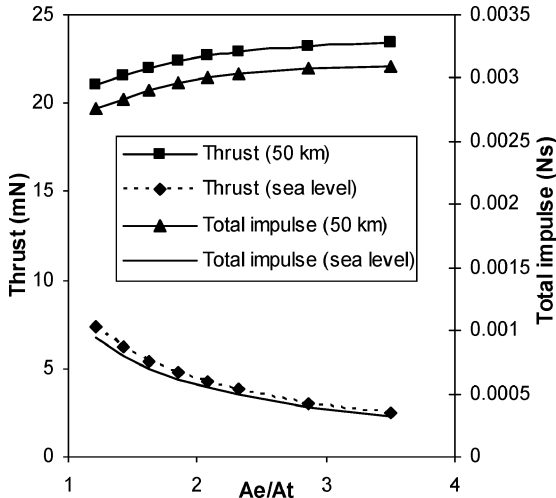 25
20
15
10
5
0
Thrust (mN)
0.0035
0.003
0.0025
0.002
0.0015
0.001
0.0005
0
Total impulse (Ns)
Thrust (50 km)
Thrust (sea level)
Total impulse (50 km)
Total impulse (sea level)
1
2
3
4
Ae/At